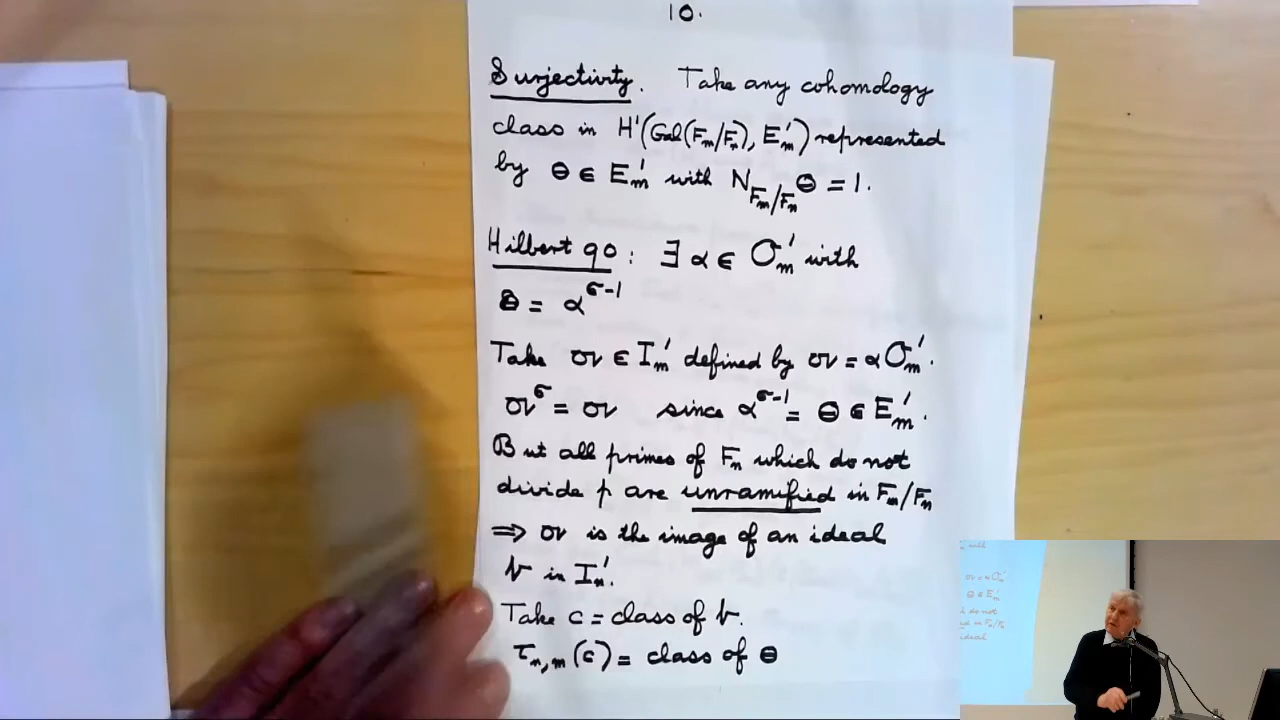 10.
Surjectivity. Take any cohomology
class in H'(Gal(Fm/Fn), E'm) represented
by θ ∈ E'm with N_{Fm/Fn} θ = 1.
Hilbert 90: ∃ α ∈ O'm with
θ = α^{σ-1}
Take 𝔞 ∈ I'm defined by 𝔞 = α O'm.
𝔞^σ = 𝔞 since α^{σ-1} = θ ∈ E'm.
But all primes of Fn which do not
divide p are unramified in Fm/Fn
⇒ 𝔞 is the image of an ideal
𝔟 in I'n.
Take c = class of 𝔟.
τn,m(c) = class of θ